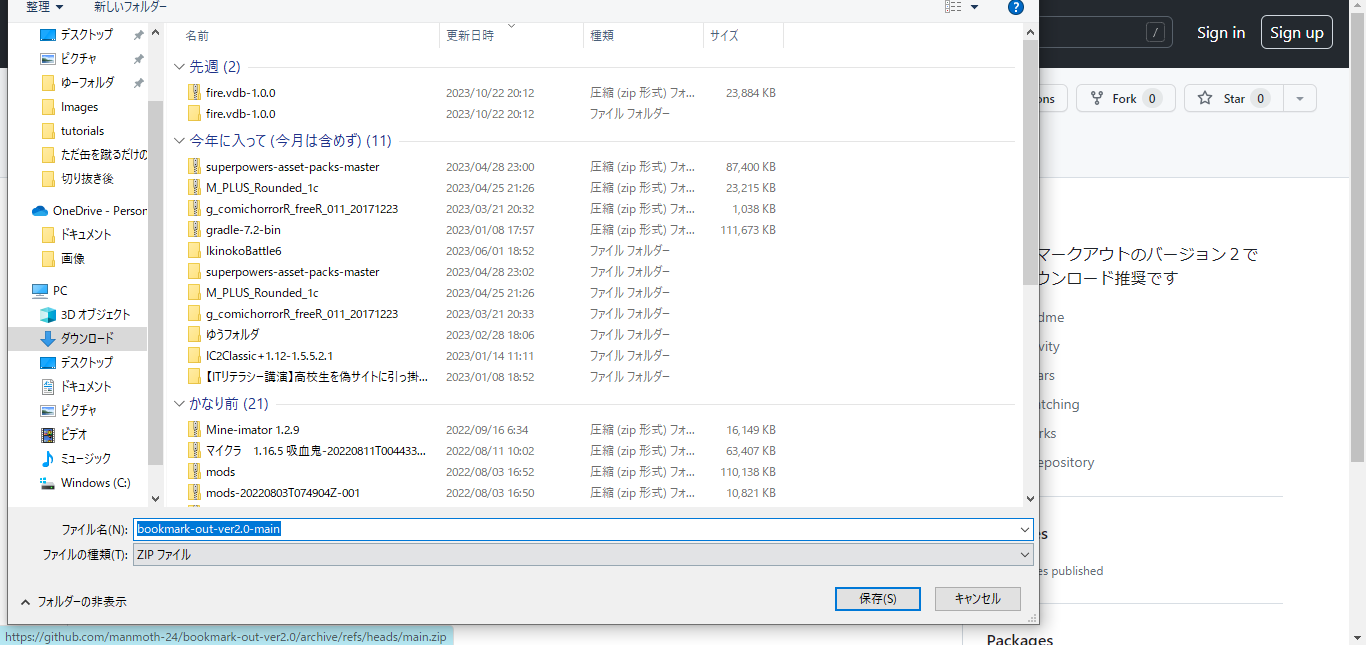 整理 新しいフォルダー
/ Sign in Sign up
デスクトップ
ピクチャ
ゆーフォルダ
Images
tutorials
ただ缶を蹴るだけの
切り抜き後
OneDrive - Person
ドキュメント
画像
PC
3D オブジェクト
ダウンロード
デスクトップ
ドキュメント
ピクチャ
ビデオ
ミュージック
Windows (C:)
名前 更新日時 種類 サイズ
先週 (2)
fire.vdb-1.0.0 2023/10/22 20:12 圧縮 (zip 形式) フォ... 23,884 KB
fire.vdb-1.0.0 2023/10/22 20:12 ファイル フォルダー
今年に入って (今月は含めず) (11)
superpowers-asset-packs-master 2023/04/28 23:00 圧縮 (zip 形式) フォ... 87,400 KB
M_PLUS_Rounded_1c 2023/04/25 21:26 圧縮 (zip 形式) フォ... 23,215 KB
g_comichorrorR_freeR_011_20171223 2023/03/21 20:32 圧縮 (zip 形式) フォ... 1,038 KB
gradle-7.2-bin 2023/01/08 17:57 圧縮 (zip 形式) フォ... 111,673 KB
IkinokoBattle6 2023/06/01 18:52 ファイル フォルダー
superpowers-asset-packs-master 2023/04/28 23:02 ファイル フォルダー
M_PLUS_Rounded_1c 2023/04/25 21:26 ファイル フォルダー
g_comichorrorR_freeR_011_20171223 2023/03/21 20:33 ファイル フォルダー
ゆうフォルダ 2023/02/28 18:06 ファイル フォルダー
IC2Classic+1.12-1.5.5.2.1 2023/01/14 11:11 ファイル フォルダー
【ITリテラシー講演】高校生を偽サイトに引っ掛... 2023/01/08 18:52 ファイル フォルダー
かなり前 (21)
Mine-imator 1.2.9 2022/09/16 6:34 圧縮 (zip 形式) フォ... 16,149 KB
マイクラ　1.16.5 吸血鬼-20220811T004433... 2022/08/11 10:02 圧縮 (zip 形式) フォ... 63,407 KB
mods 2022/08/03 16:52 圧縮 (zip 形式) フォ... 110,138 KB
mods-20220803T074904Z-001 2022/08/03 16:50 圧縮 (zip 形式) フォ... 10,821 KB
ファイル名(N): bookmark-out-ver2.0-main
ファイルの種類(T): ZIP ファイル
フォルダーの非表示 保存(S) キャンセル
ons Fork 0 Star 0
マークアウトのバージョン２で
ウンロード推奨です
dme
vity
ars
tching
rks
epository
es
es published
Packages
https://github.com/manmoth-24/bookmark-out-ver2.0/archive/refs/heads/main.zip